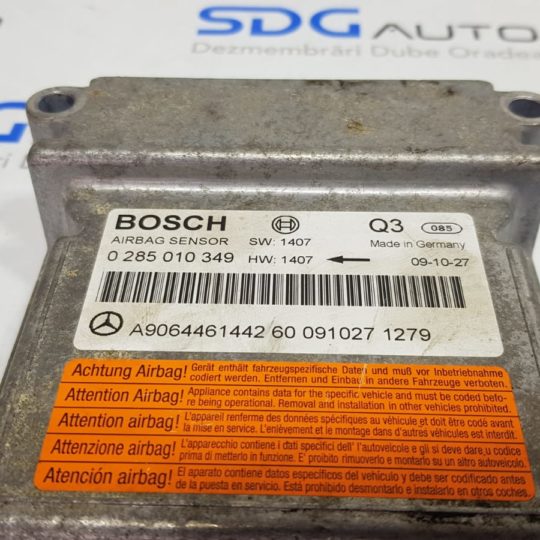 SDG AUTO
Dezmembrări Dube Oradea
BOSCH
AIRBAG SENSOR SW: 1407
0 285 010 349 HW: 1407
Q3 085
Made in Germany
09-10-27
A9064461442 60 091027 1279
Achtung Airbag! Gerät enthält fahrzeugspezifische Daten und muß vor Inbetriebnahme
codiert werden. Entfernen und Einbau in andere Fahrzeuge verboten.
Attention Airbag! Appliance contains data for the specific vehicle and must be coded befo-
re being operational. Removal and installation in other vehicles prohibited.
Attention airbag! L'appareil renferme des données spécifiques au véhicule et doit être codé avant
la mise en service. L'enlèvement et le montage dans d'autres véhicules est interdit.
Attenzione airbag! L'apparecchio contiene i dati specifici dell' l'autoveicolo e gli si deve dare,u codice
prima di metterlo in funzione. E' proibito rimuoverlo e montarlo su un altro autoveicolo.
Atención airbag! El aparato contiene datos específicos del vehículo y debe ser codificado antes
de la puesta en servicio. Está prohibido desmontarlo e instalarlo en otros coches.